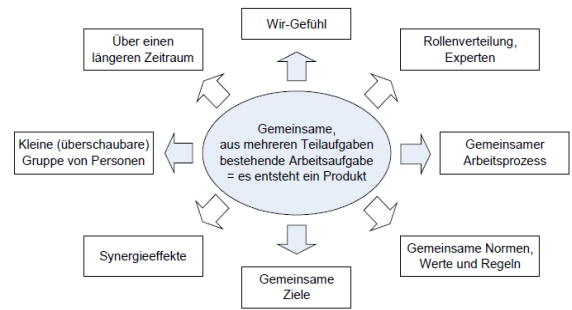 Wir-Gefühl
Über einen
längeren Zeitraum
Rollenverteilung,
Experten
Kleine (überschaubare)
Gruppe von Personen
Gemeinsame,
aus mehreren Teilaufgaben
bestehende Arbeitsaufgabe
= es entsteht ein Produkt
Gemeinsamer
Arbeitsprozess
Synergieeffekte
Gemeinsame
Ziele
Gemeinsame Normen,
Werte und Regeln